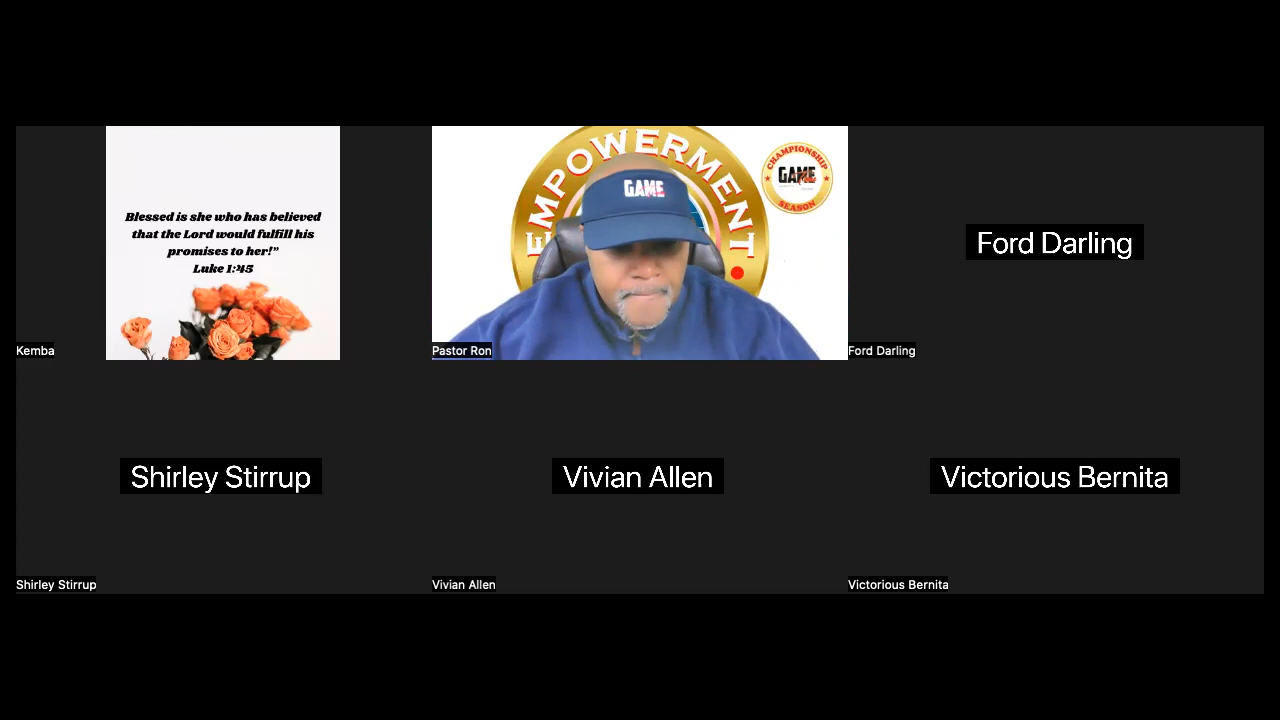 Blessed is she who has believed
that the Lord would fulfill his
promises to her!”
Luke 1:45
Kemba
EMPOWERMENT
GAME
CHAMPIONSHIP
GAME
SEASON
Pastor Ron
Ford Darling
Ford Darling
Shirley Stirrup
Shirley Stirrup
Vivian Allen
Vivian Allen
Victorious Bernita
Victorious Bernita